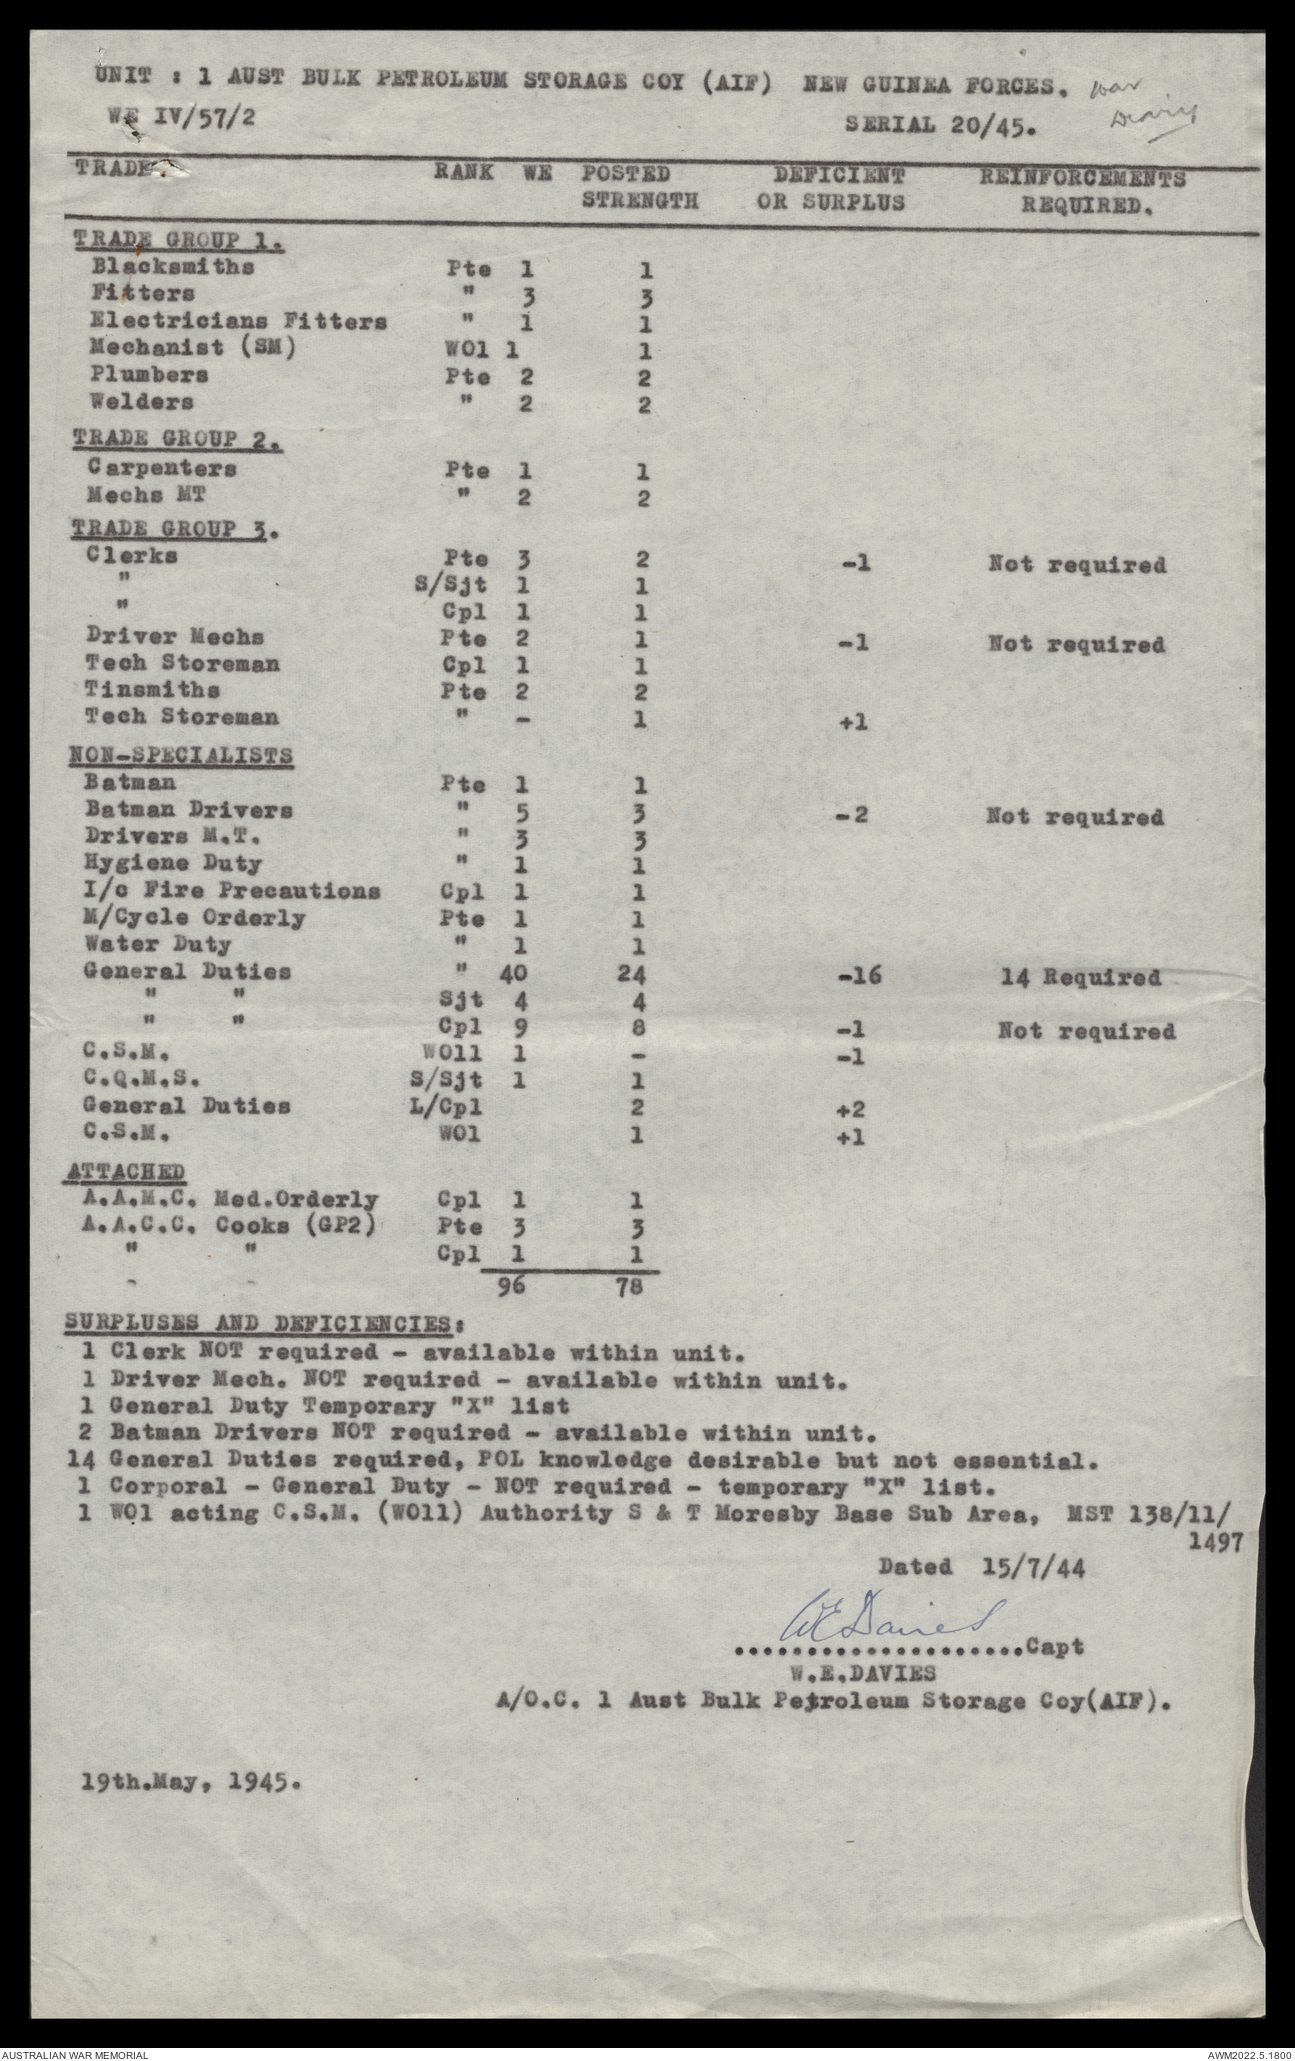 UNIT : 1 AUST BULK PETROLEUM STORAGE COY (AIF) NEW GUINEA FORCES. War
Diary
WE IV/57/2 SERIAL 20/45.
TRADE RANK WE POSTED DEFICIENT REINFORCEMENTS
STRENGTH OR SURPLUS REQUIRED.
TRADE GROUP 1.
Blacksmiths Pte 1 1
Fitters " 3 3
Electricians Fitters " 1 1
Mechanist (SM) WO1 1 1
Plumbers Pte 2 2
Welders " 2 2
TRADE GROUP 2.
Carpenters Pte 1 1
Mechs MT " 2 2
TRADE GROUP 3.
Clerks Pte 3 2 -1 Not required
" S/Sjt 1 1
" Cpl 1 1
Driver Mechs Pte 2 1 -1 Not required
Tech Storeman Cpl 1 1
Tinsmiths Pte 2 2
Tech Storeman " - 1 +1
NON-SPECIALISTS
Batman Pte 1 1
Batman Drivers " 5 3 -2 Not required
Drivers M.T. " 3 3
Hygiene Duty " 1 1
I/c Fire Precautions Cpl 1 1
M/Cycle Orderly Pte 1 1
Water Duty " 1 1
General Duties " 40 24 -16 14 Required
" " Sjt 4 4
" " Cpl 9 8 -1 Not required
C.S.M. WO11 1 - -1
C.Q.M.S. S/Sjt 1 1
General Duties L/Cpl 2 +2
C.S.M. WO1 1 +1
ATTACHED
A.A.M.C. Med.Orderly Cpl 1 1
A.A.C.C. Cooks (GP2) Pte 3 3
" " Cpl 1 1
96 78
SURPLUSES AND DEFICIENCIES:
1 Clerk NOT required - available within unit.
1 Driver Mech. NOT required - available within unit.
1 General Duty Temporary "X" list
2 Batman Drivers NOT required - available within unit.
14 General Duties required, POL knowledge desirable but not essential.
1 Corporal - General Duty - NOT required - temporary "X" list.
1 WO1 acting C.S.M. (WO11) Authority S & T Moresby Base Sub Area, MST 138/11/
1497
Dated 15/7/44
WE Davies
....................Capt
W.E.DAVIES
A/O.C. 1 Aust Bulk Petroleum Storage Coy(AIF).
19th.May, 1945.
AUSTRALIAN WAR MEMORIAL AWM2022.5.1800